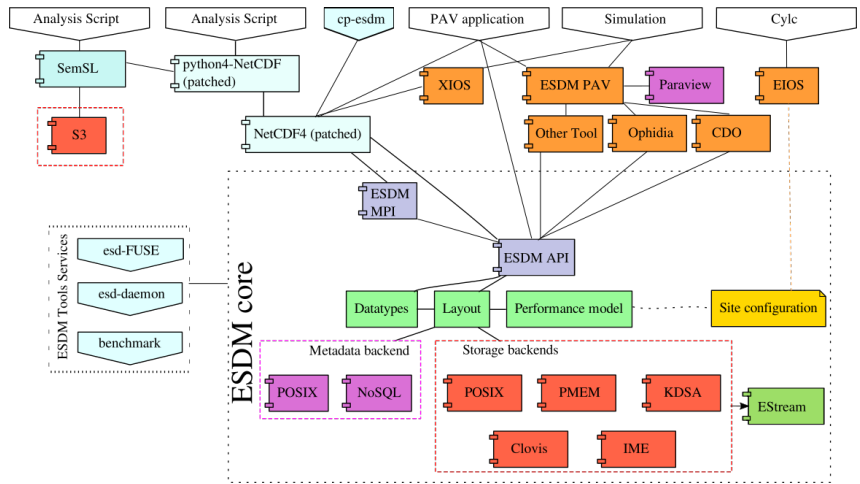 Analysis Script
Analysis Script
cp-esdm
PAV application
Simulation
Cylc
SemSL
python4-NetCDF
(patched)
XIOS
ESDM PAV
Paraview
EIOS
S3
NetCDF4 (patched)
Other Tool
Ophidia
CDO
ESDM
MPI
ESDM Tools Services
esd-FUSE
esd-daemon
benchmark
ESDM core
ESDM API
Datatypes
Layout
Performance model
Site configuration
Metadata backend
POSIX
NoSQL
Storage backends
POSIX
PMEM
KDSA
Clovis
IME
EStream